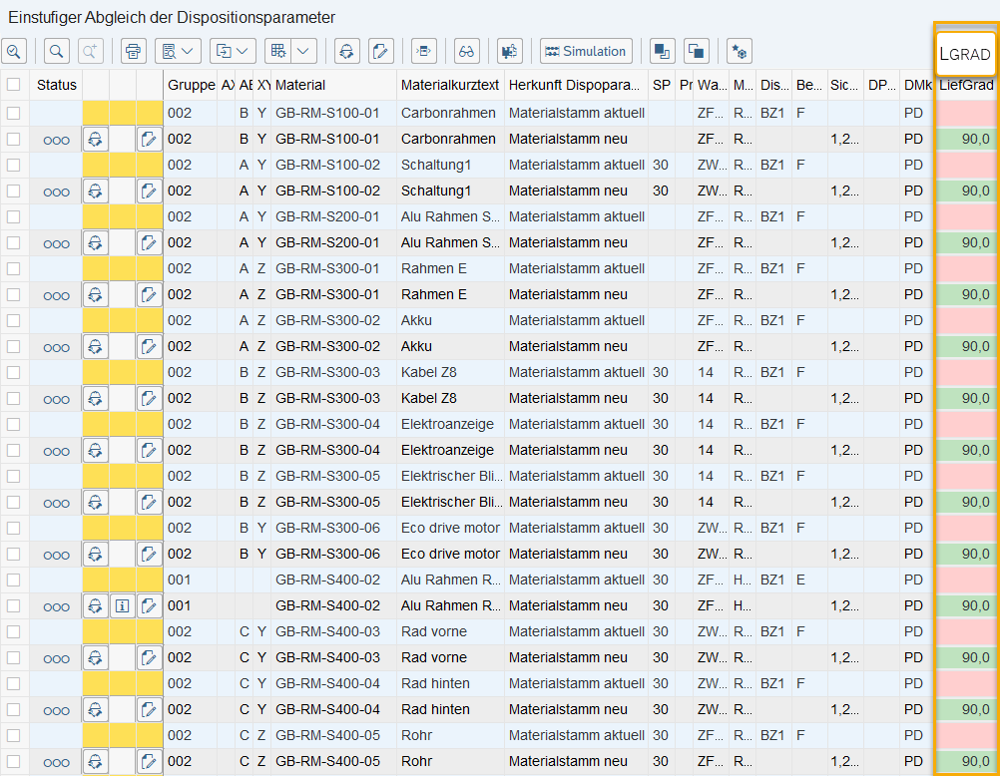 Einstufiger Abgleich der Dispositionsparameter
Simulation
LGRAD
Status Gruppe AX AE XY Material Materialkurztext Herkunft Dispopara... SP Pr Wa... M... Dis... Be... Sic... DP... DMk LiefGrad
002 B Y GB-RM-S100-01 Carbonrahmen Materialstamm aktuell ZF... R... BZ1 F PD
002 B Y GB-RM-S100-01 Carbonrahmen Materialstamm neu ZF... R... 1,2... PD 90,0
002 A Y GB-RM-S100-02 Schaltung1 Materialstamm aktuell 30 ZW... R... BZ1 F PD
002 A Y GB-RM-S100-02 Schaltung1 Materialstamm neu 30 ZW... R... 1,2... PD 90,0
002 A Y GB-RM-S200-01 Alu Rahmen S... Materialstamm aktuell ZF... R... BZ1 F PD
002 A Y GB-RM-S200-01 Alu Rahmen S... Materialstamm neu ZF... R... 1,2... PD 90,0
002 A Z GB-RM-S300-01 Rahmen E Materialstamm aktuell ZF... R... BZ1 F PD
002 A Z GB-RM-S300-01 Rahmen E Materialstamm neu ZF... R... 1,2... PD 90,0
002 A Z GB-RM-S300-02 Akku Materialstamm aktuell ZF... R... BZ1 F PD
002 A Z GB-RM-S300-02 Akku Materialstamm neu ZF... R... 1,2... PD 90,0
002 B Z GB-RM-S300-03 Kabel Z8 Materialstamm aktuell 30 14 R... BZ1 F PD
002 B Z GB-RM-S300-03 Kabel Z8 Materialstamm neu 30 14 R... 1,2... PD 90,0
002 B Z GB-RM-S300-04 Elektroanzeige Materialstamm aktuell 30 14 R... BZ1 F PD
002 B Z GB-RM-S300-04 Elektroanzeige Materialstamm neu 30 14 R... 1,2... PD 90,0
002 B Z GB-RM-S300-05 Elektrischer Bli... Materialstamm aktuell 30 14 R... BZ1 F PD
002 B Z GB-RM-S300-05 Elektrischer Bli... Materialstamm neu 30 14 R... 1,2... PD 90,0
002 B Y GB-RM-S300-06 Eco drive motor Materialstamm aktuell 30 ZW... R... BZ1 F PD
002 B Y GB-RM-S300-06 Eco drive motor Materialstamm neu 30 ZW... R... 1,2... PD 90,0
001 GB-RM-S400-02 Alu Rahmen R... Materialstamm aktuell 30 ZF... H... BZ1 E PD
001 GB-RM-S400-02 Alu Rahmen R... Materialstamm neu 30 ZF... H... 1,2... PD 90,0
002 C Y GB-RM-S400-03 Rad vorne Materialstamm aktuell 30 ZW... R... BZ1 F PD
002 C Y GB-RM-S400-03 Rad vorne Materialstamm neu 30 ZW... R... 1,2... PD 90,0
002 C Y GB-RM-S400-04 Rad hinten Materialstamm aktuell 30 ZW... R... BZ1 F PD
002 C Y GB-RM-S400-04 Rad hinten Materialstamm neu 30 ZW... R... 1,2... PD 90,0
002 C Z GB-RM-S400-05 Rohr Materialstamm aktuell 30 ZF... R... BZ1 F PD
002 C Z GB-RM-S400-05 Rohr Materialstamm neu 30 ZF... R... 1,2... PD 90,0